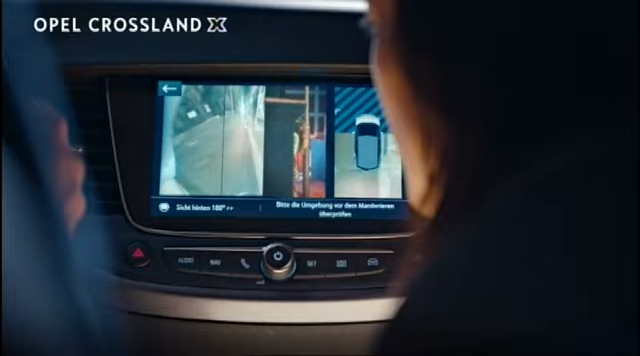 OPEL CROSSLAND X
Sicht hinten 180°
Bitte die Umgebung vor dem Manövrieren
überprüfen
AUDIO
NAV
SET